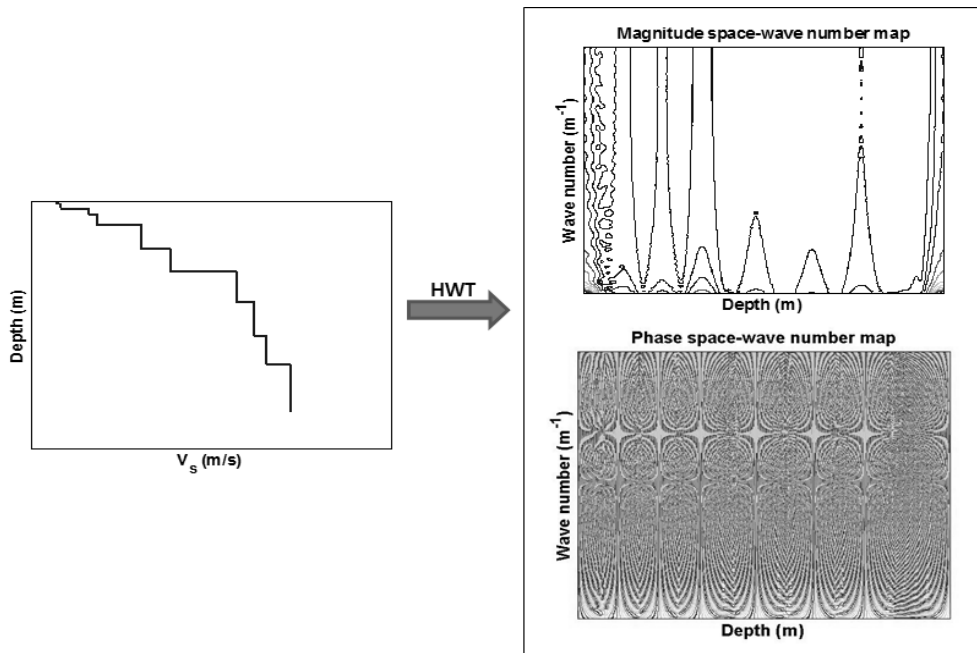 Depth (m)
V_S (m/s)
HWT
Magnitude space-wave number map
Wave number (m⁻¹)
Depth (m)
Phase space-wave number map
Wave number (m⁻¹)
Depth (m)